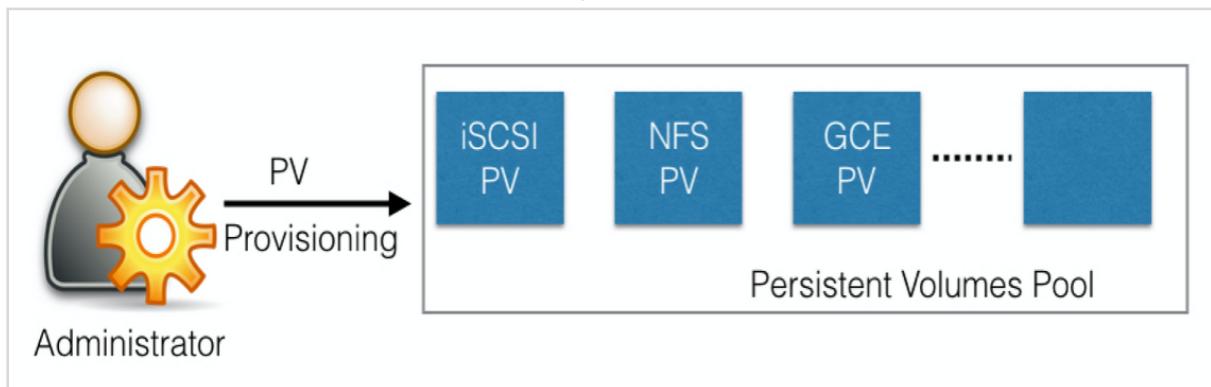 PV
Provisioning
Administrator
iSCSI
PV
NFS
PV
GCE
PV
Persistent Volumes Pool